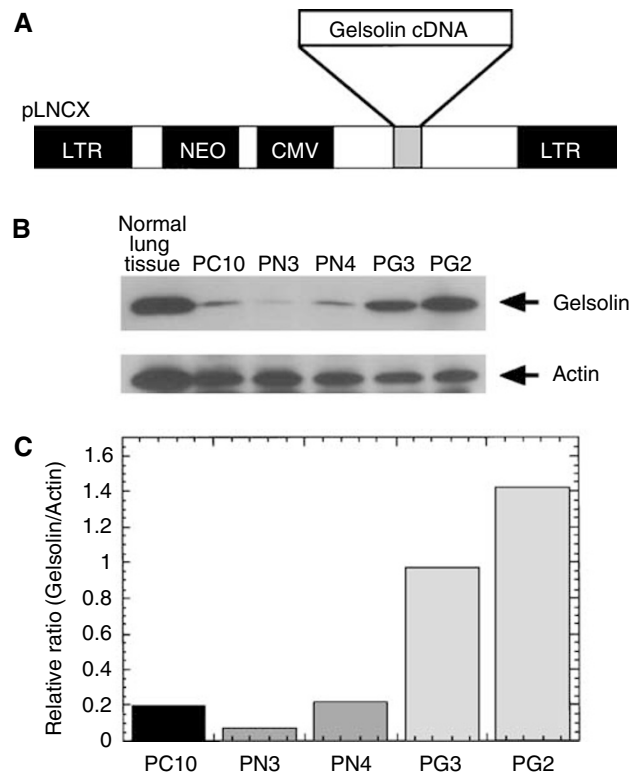 A
Gelsolin cDNA
pLNCX
LTR NEO CMV LTR
B
Normal
lung
tissue PC10 PN3 PN4 PG3 PG2
Gelsolin
Actin
C
Relative ratio (Gelsolin/Actin)
1.6
1.4
1
0.8
0.6
0.4
0.2
0
PC10 PN3 PN4 PG3 PG2